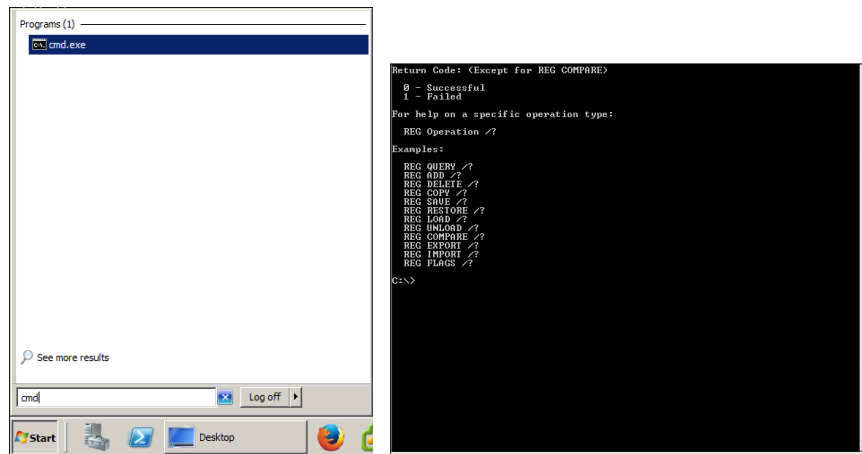 Programs (1)
cmd.exe
See more results
cmd
Log off
Start
Desktop
Return Code: (Except for REG COMPARE)
0 - Successful
1 - Failed
For help on a specific operation type:
REG Operation /?
Examples:
REG QUERY /?
REG ADD /?
REG DELETE /?
REG COPY /?
REG SAVE /?
REG RESTORE /?
REG LOAD /?
REG UNLOAD /?
REG COMPARE /?
REG EXPORT /?
REG IMPORT /?
REG FLAGS /?
C:\>